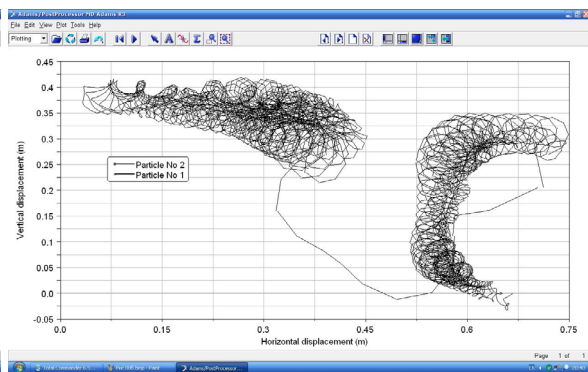 Adams/PostProcessor MD Adams R3
File Edit View Plot Tools Help
Plotting
0.45
0.4
0.35
0.3
0.25
0.2
0.15
0.1
0.05
0.0
-0.05
Vertical displacement (m)
Particle No 2
Particle No 1
0.0 0.15 0.3 0.45 0.6 0.75
Horizontal displacement (m)
Page 1 of 1
Adams/PostProcessor...